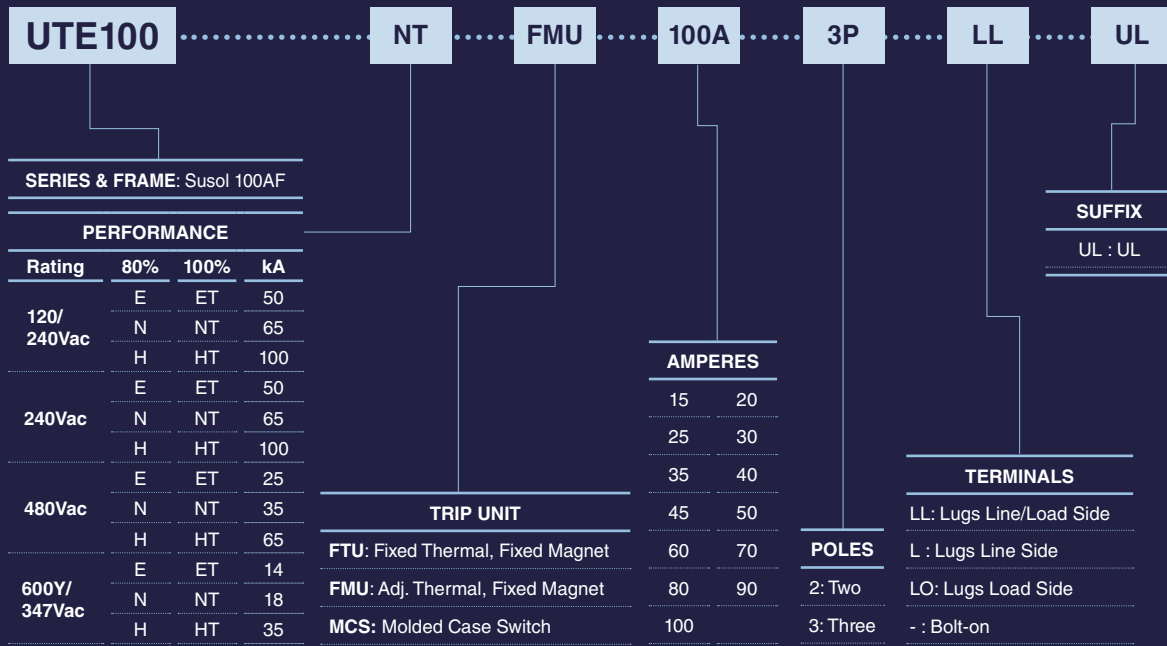 UTE100 NT FMU 100A 3P LL UL
SERIES & FRAME: Susol 100AF
PERFORMANCE
Rating 80% 100% kA
120/
240Vac
E ET 50
N NT 65
H HT 100
240Vac
E ET 50
N NT 65
H HT 100
480Vac
E ET 25
N NT 35
H HT 65
600Y/
347Vac
E ET 14
N NT 18
H HT 35
TRIP UNIT
FTU: Fixed Thermal, Fixed Magnet
FMU: Adj. Thermal, Fixed Magnet
MCS: Molded Case Switch
AMPERES
15 20
25 30
35 40
45 50
60 70
80 90
100
POLES
2: Two
3: Three
TERMINALS
LL: Lugs Line/Load Side
L : Lugs Line Side
LO: Lugs Load Side
- : Bolt-on
SUFFIX
UL : UL